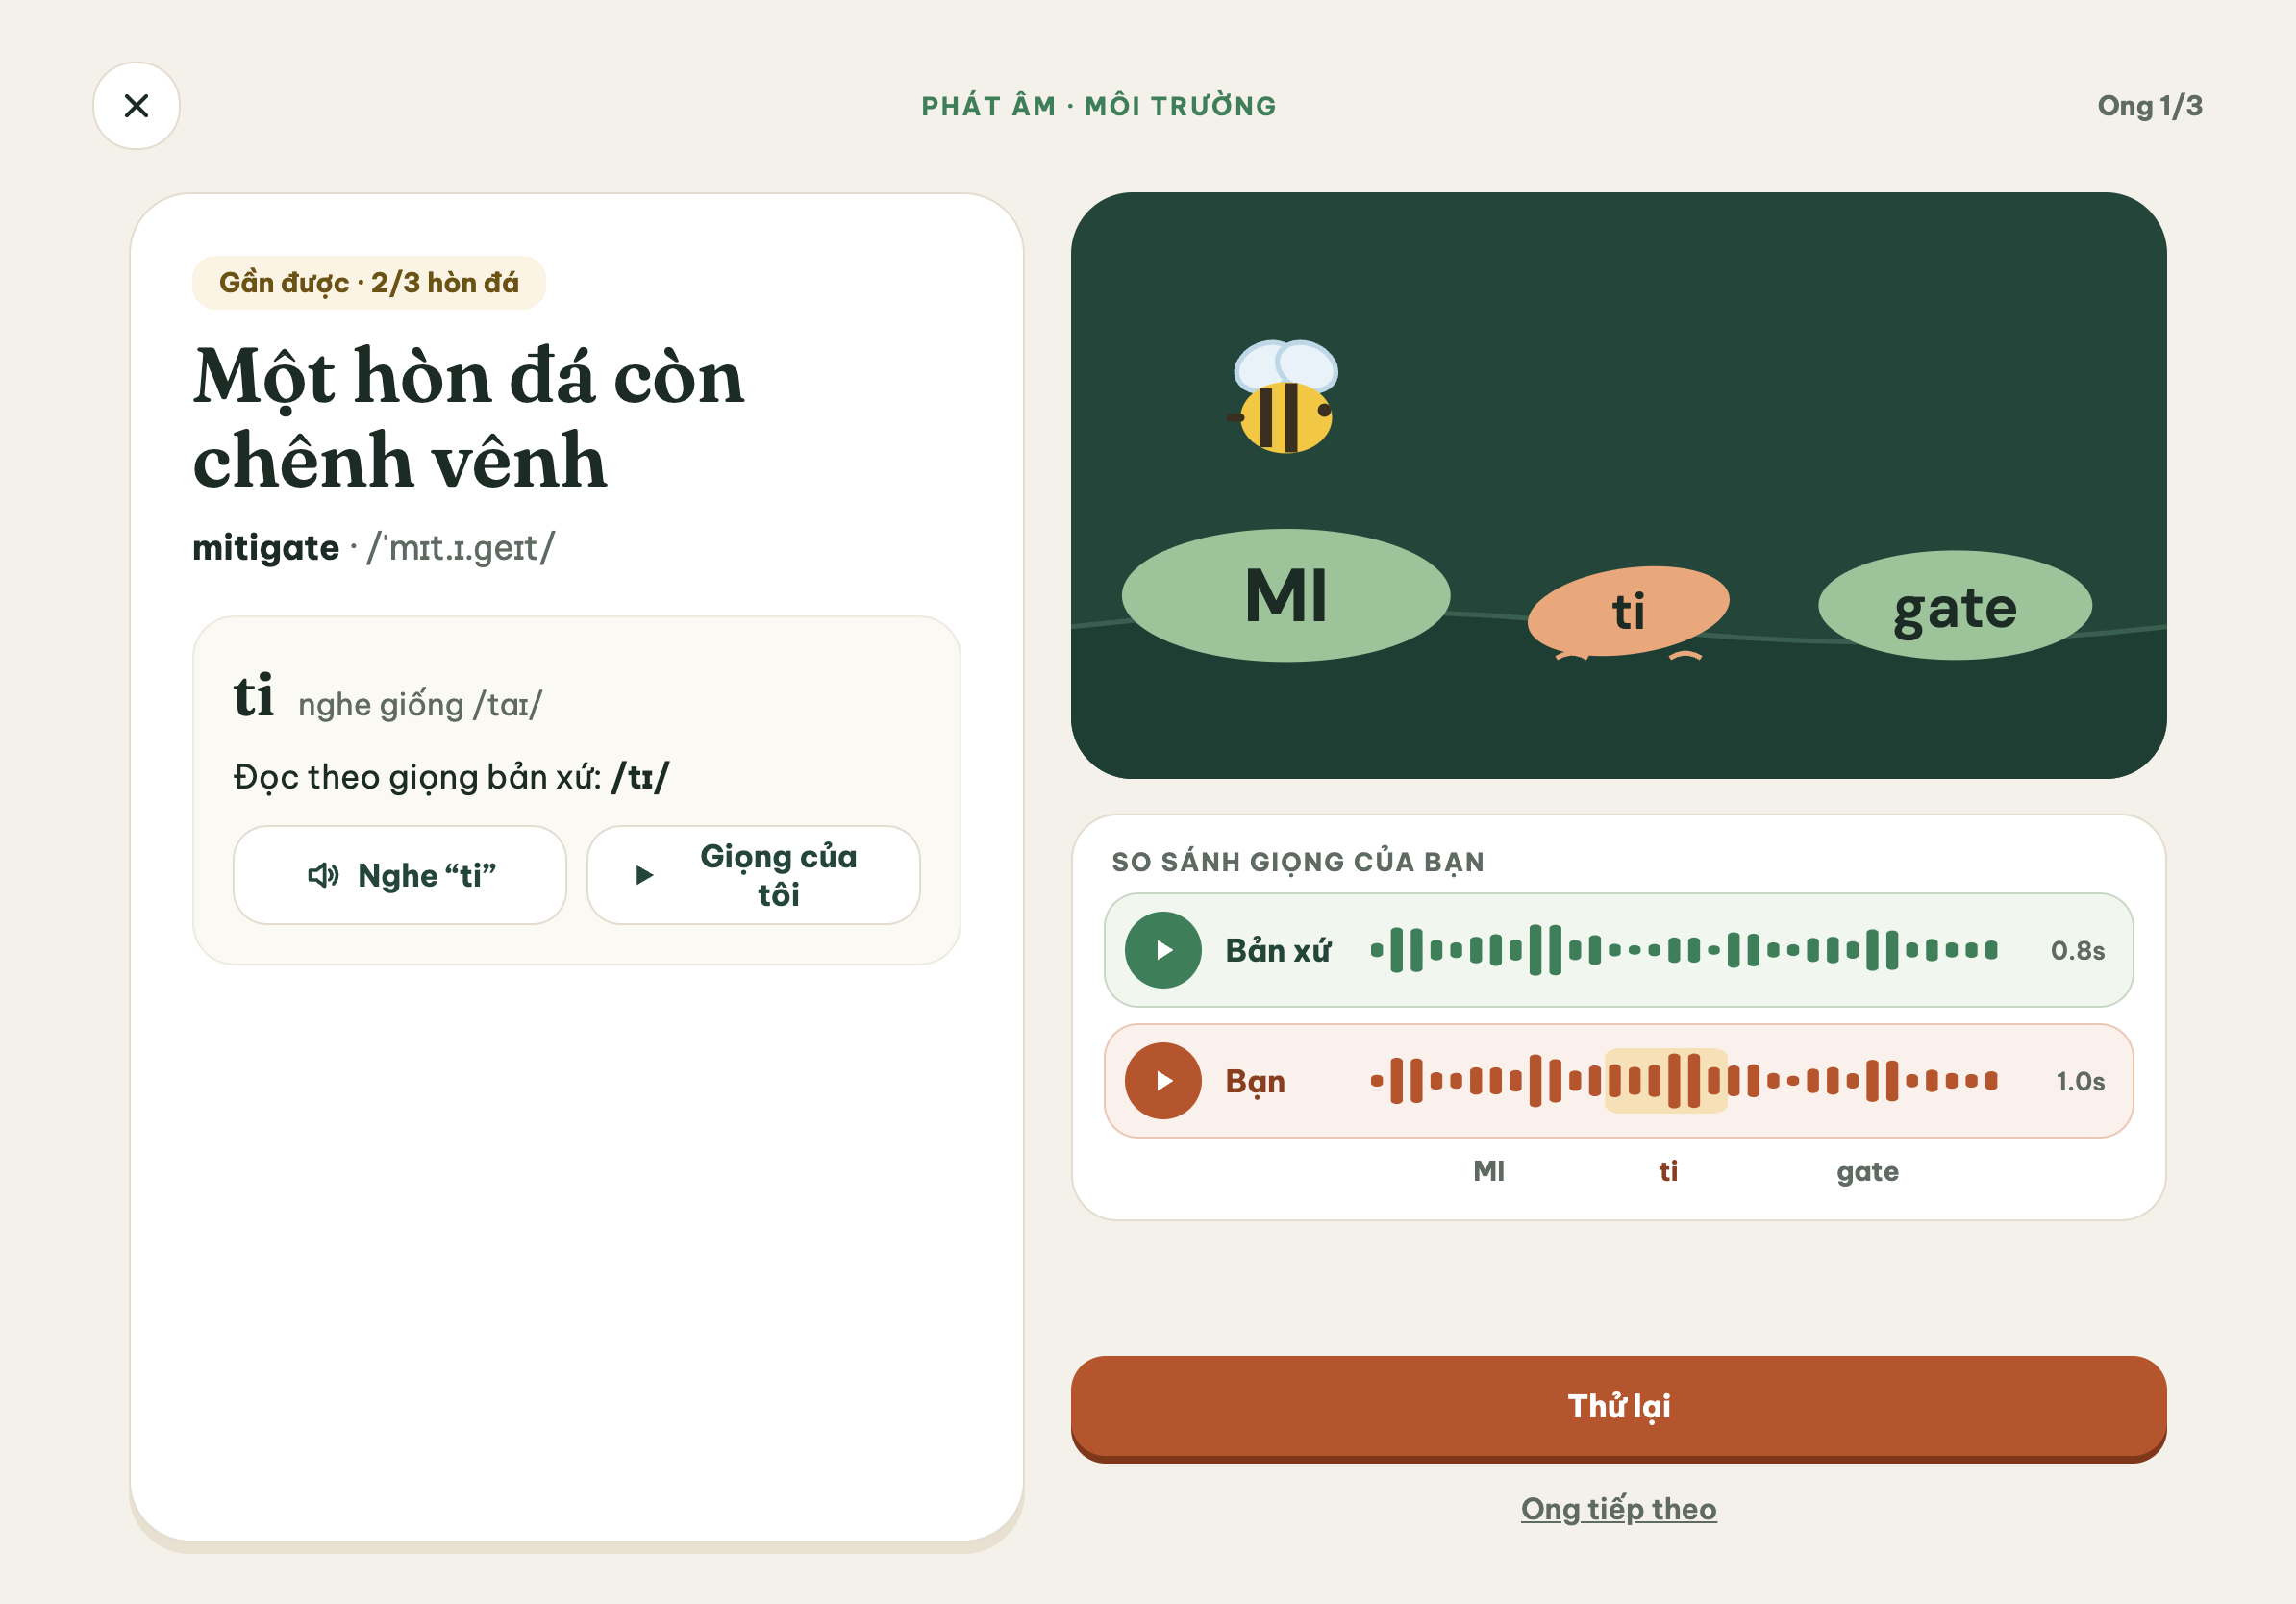 PHÁT ÂM · MÔI TRƯỜNG
Ong 1/3
Gần được · 2/3 hòn đá
Một hòn đá còn
chênh vênh
mitigate · /ˈmɪt.ɪ.ɡeɪt/
ti nghe giống /taɪ/
Đọc theo giọng bản xứ: /tɪ/
Nghe “ti”
Giọng của
tôi
MI
ti
gate
SO SÁNH GIỌNG CỦA BẠN
Bản xứ
0.8s
Bạn
1.0s
MI
ti
gate
Thử lại
Ong tiếp theo